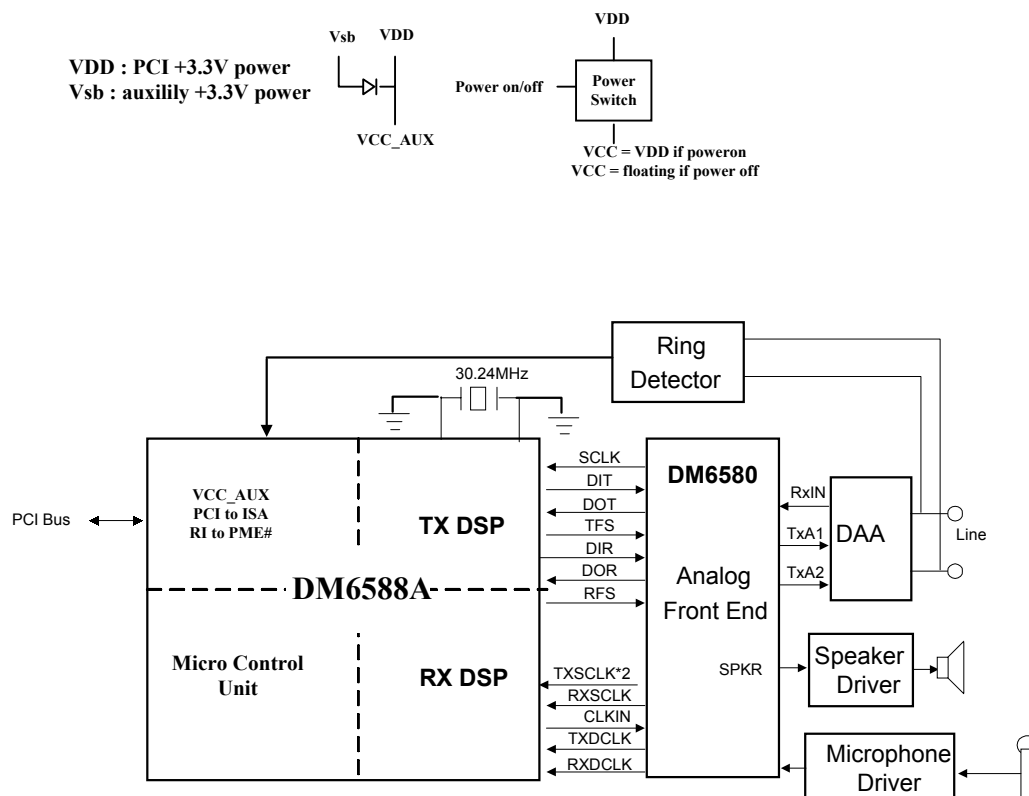 Vsb VDD
VDD : PCI +3.3V power
Vsb : auxilily +3.3V power
VCC_AUX
VDD
Power on/off
Power
Switch
VCC = VDD if poweron
VCC = floating if power off
Ring
Detector
30.24MHz
PCI Bus
VCC_AUX
PCI to ISA
RI to PME#
TX DSP
DM6588A
Micro Control
Unit
RX DSP
SCLK
DIT
DOT
TFS
DIR
DOR
RFS
TXSCLK*2
RXSCLK
CLKIN
TXDCLK
RXDCLK
DM6580
Analog
Front End
SPKR
RxIN
TxA1
TxA2
DAA
Line
Speaker
Driver
Microphone
Driver